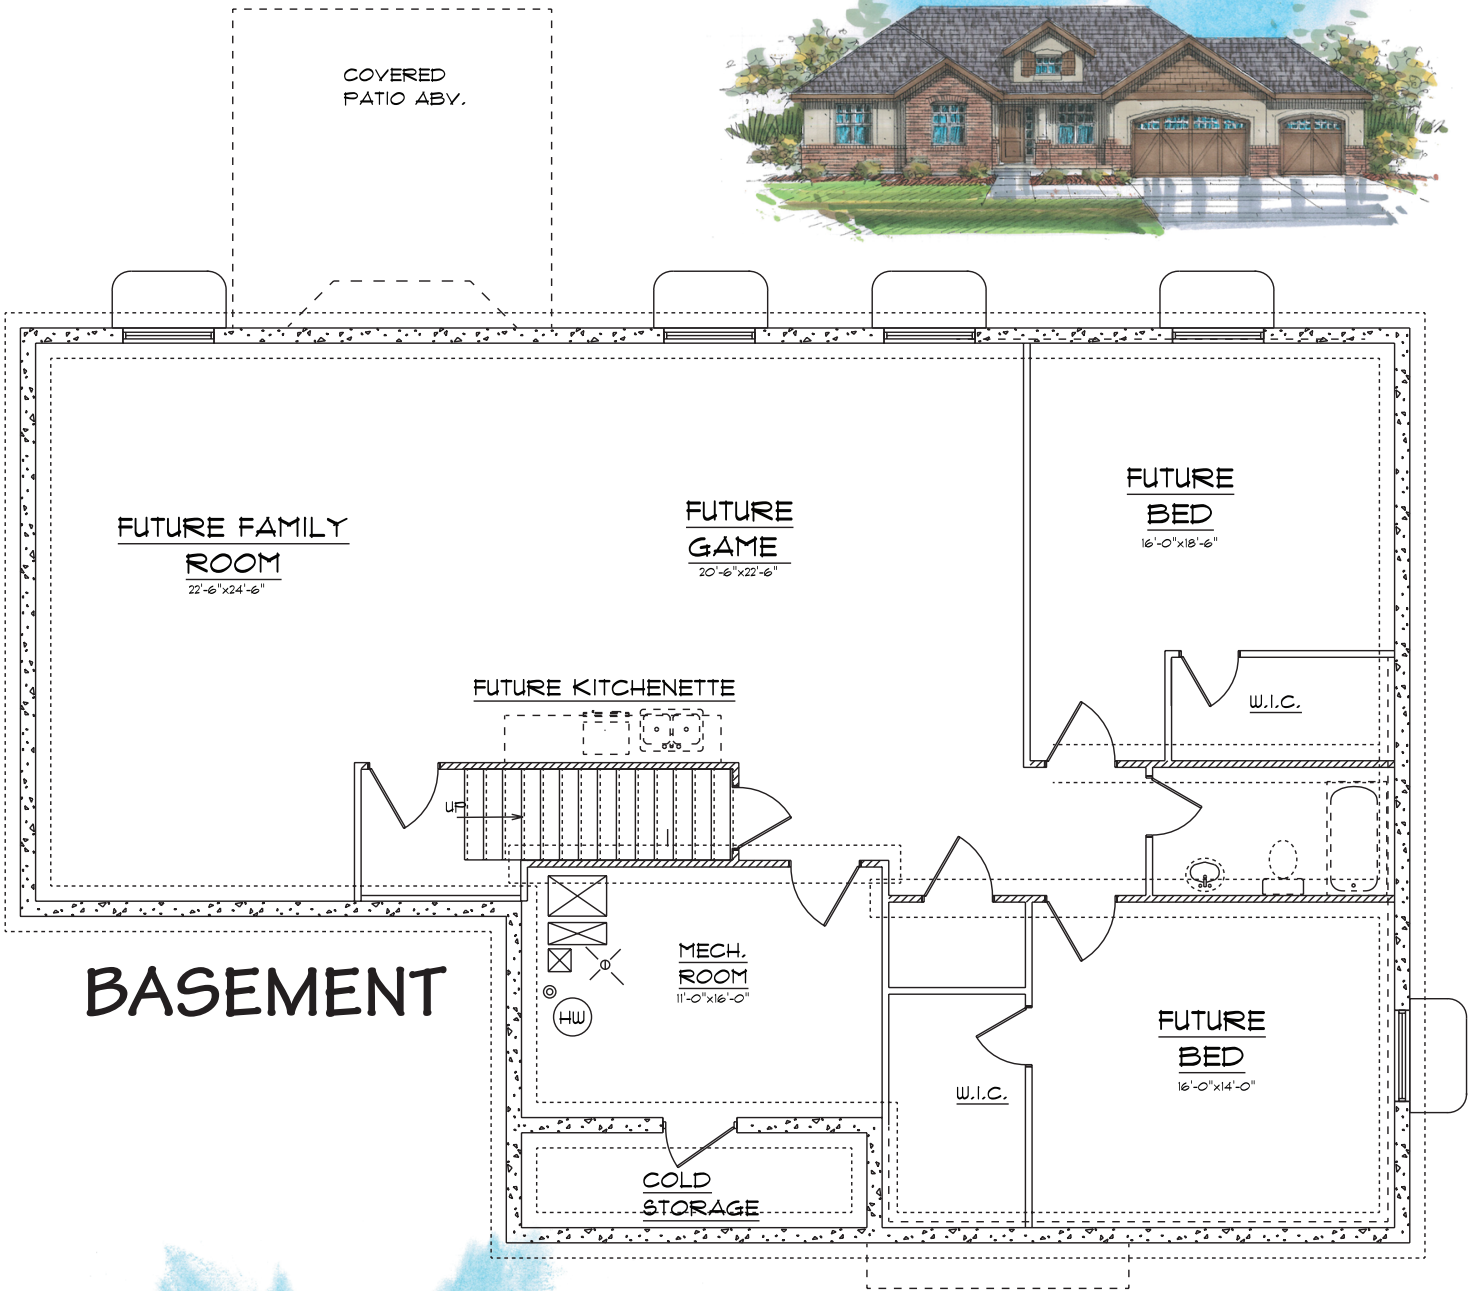 COVERED
PATIO ABV.
FUTURE FAMILY
ROOM
22'-6"x24'-6"
FUTURE
GAME
20'-6"x22'-6"
FUTURE
BED
16'-0"x18'-6"
FUTURE KITCHENETTE
W.I.C.
UP
MECH.
ROOM
11'-0"x16'-0"
HW
BASEMENT
FUTURE
BED
16'-0"x14'-0"
W.I.C.
COLD
STORAGE